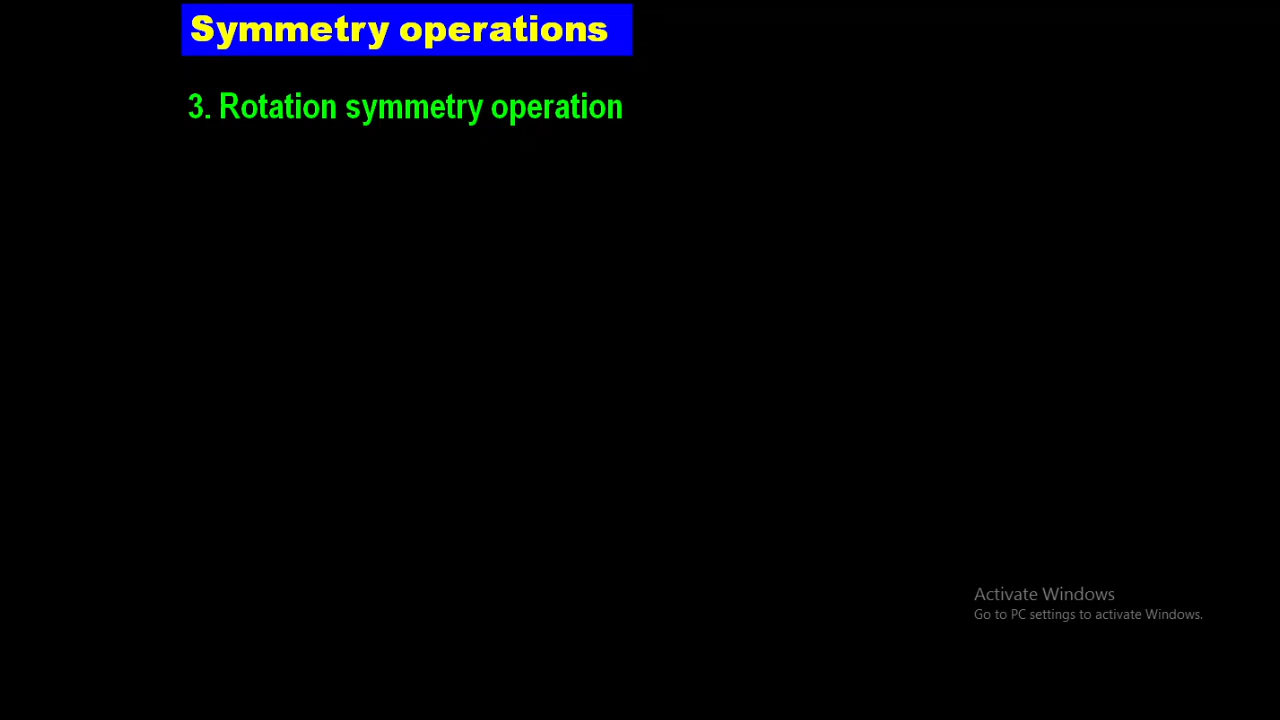 Symmetry operations
3. Rotation symmetry operation
Activate Windows
Go to PC settings to activate Windows.